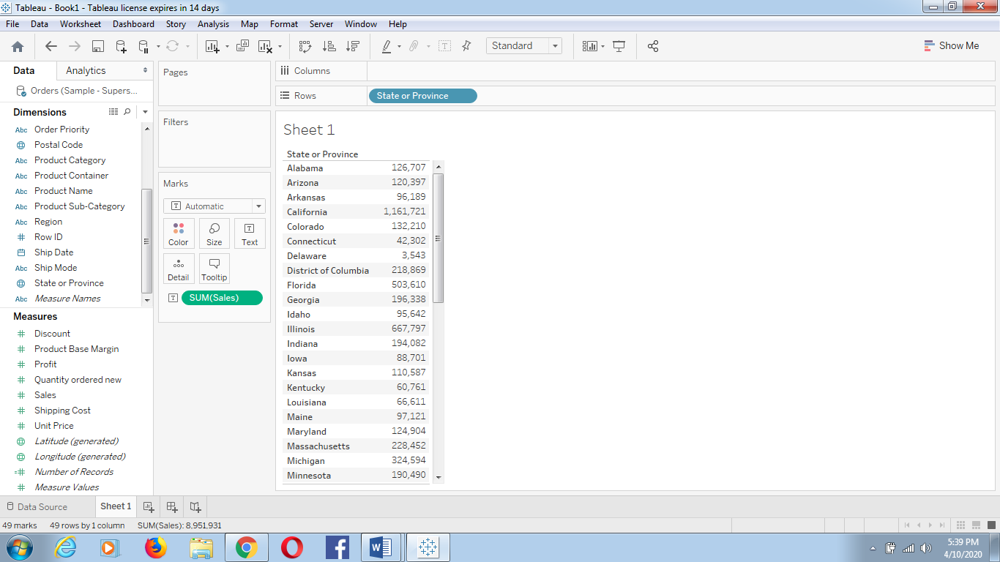 Tableau - Book1 - Tableau license expires in 14 days
File Data Worksheet Dashboard Story Analysis Map Format Server Window Help
Standard
Show Me
Data Analytics
Orders (Sample - Supers...
Dimensions
Abc Order Priority
Postal Code
Abc Product Category
Abc Product Container
Abc Product Name
Abc Product Sub-Category
Abc Region
# Row ID
Ship Date
Abc Ship Mode
State or Province
Abc Measure Names
Measures
# Discount
# Product Base Margin
# Profit
# Quantity ordered new
# Sales
# Shipping Cost
# Unit Price
Latitude (generated)
Longitude (generated)
=# Number of Records
# Measure Values
Pages
Filters
Marks
T Automatic
Color Size Text
Detail Tooltip
T SUM(Sales)
Columns
Rows State or Province
Sheet 1
State or Province
Alabama 126,707
Arizona 120,397
Arkansas 96,189
California 1,161,721
Colorado 132,210
Connecticut 42,302
Delaware 3,543
District of Columbia 218,869
Florida 503,610
Georgia 196,338
Idaho 95,642
Illinois 667,797
Indiana 194,082
Iowa 88,701
Kansas 110,587
Kentucky 60,761
Louisiana 66,611
Maine 97,121
Maryland 124,904
Massachusetts 228,452
Michigan 324,594
Minnesota 190,490
Data Source Sheet 1
49 marks 49 rows by 1 column SUM(Sales): 8,951,931
5:39 PM
4/10/2020